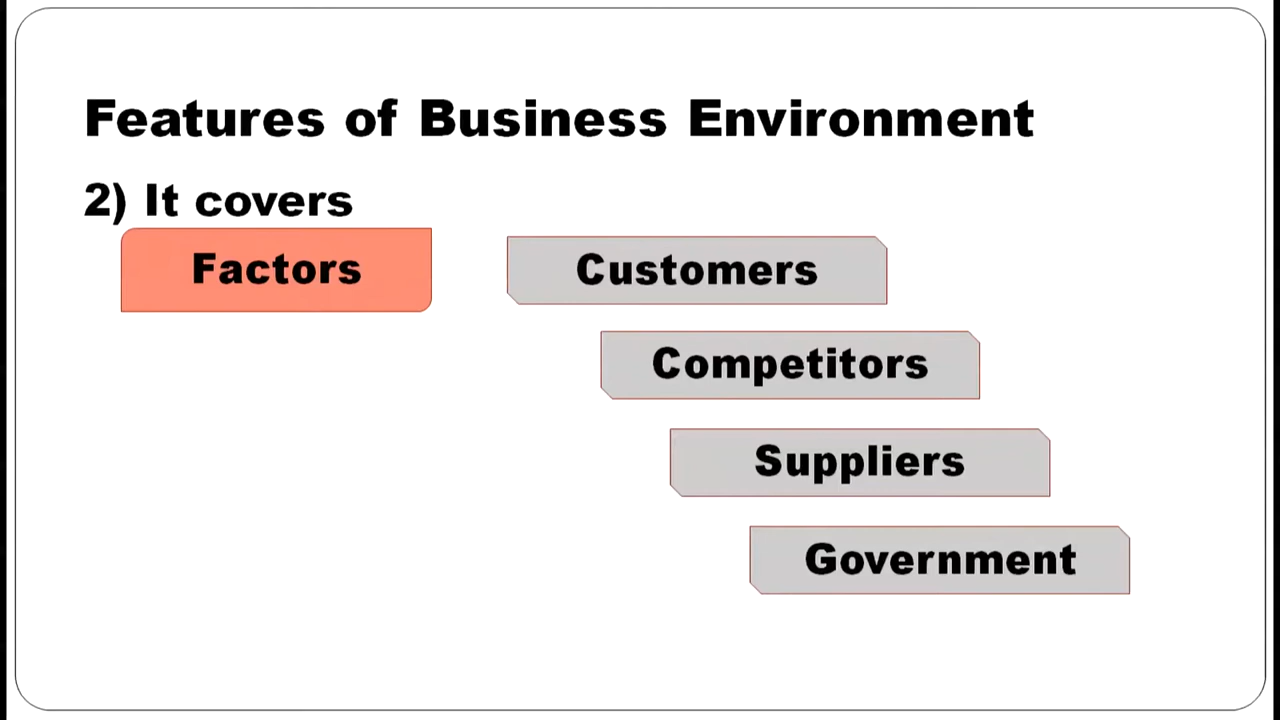 Features of Business Environment
2) It covers
Factors
Customers
Competitors
Suppliers
Government